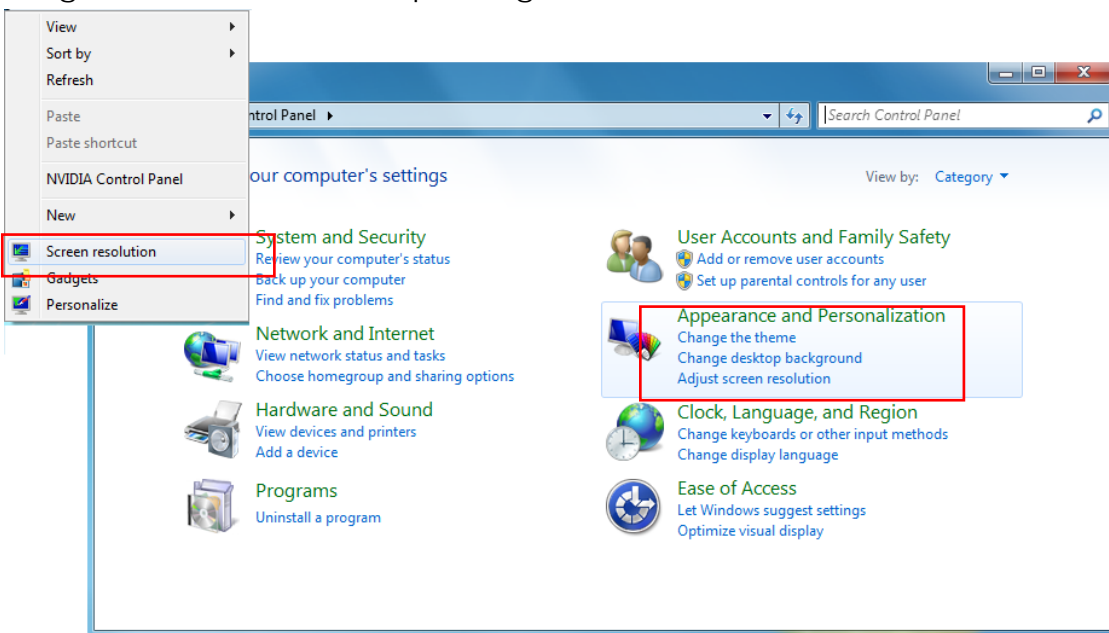 View
Sort by
Refresh
Paste
Paste shortcut
NVIDIA Control Panel
New
Screen resolution
Gadgets
Personalize
ntrol Panel
Search Control Panel
X
our computer's settings
View by: Category
System and Security
Review your computer's status
Back up your computer
Find and fix problems
Network and Internet
View network status and tasks
Choose homegroup and sharing options
Hardware and Sound
View devices and printers
Add a device
Programs
Uninstall a program
User Accounts and Family Safety
Add or remove user accounts
Set up parental controls for any user
Appearance and Personalization
Change the theme
Change desktop background
Adjust screen resolution
Clock, Language, and Region
Change keyboards or other input methods
Change display language
Ease of Access
Let Windows suggest settings
Optimize visual display